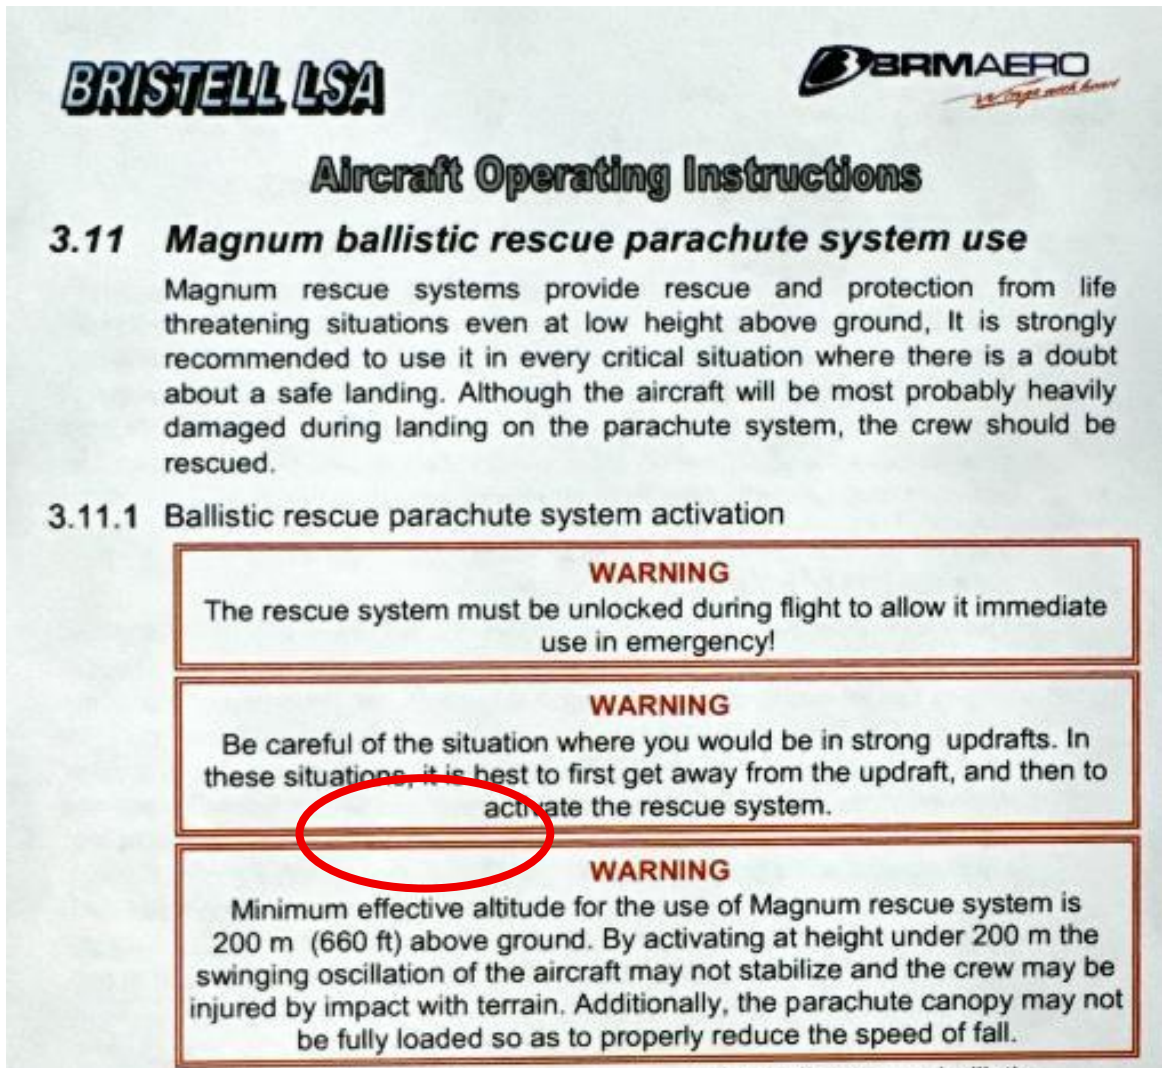 BRISTELL LSA
BRMAERO
Wings with heart
Aircraft Operating Instructions
3.11 Magnum ballistic rescue parachute system use
Magnum rescue systems provide rescue and protection from life
threatening situations even at low height above ground, It is strongly
recommended to use it in every critical situation where there is a doubt
about a safe landing. Although the aircraft will be most probably heavily
damaged during landing on the parachute system, the crew should be
rescued.
3.11.1 Ballistic rescue parachute system activation
WARNING
The rescue system must be unlocked during flight to allow it immediate
use in emergency!
WARNING
Be careful of the situation where you would be in strong updrafts. In
these situations, it is best to first get away from the updraft, and then to
activate the rescue system.
WARNING
Minimum effective altitude for the use of Magnum rescue system is
200 m (660 ft) above ground. By activating at height under 200 m the
swinging oscillation of the aircraft may not stabilize and the crew may be
injured by impact with terrain. Additionally, the parachute canopy may not
be fully loaded so as to properly reduce the speed of fall.